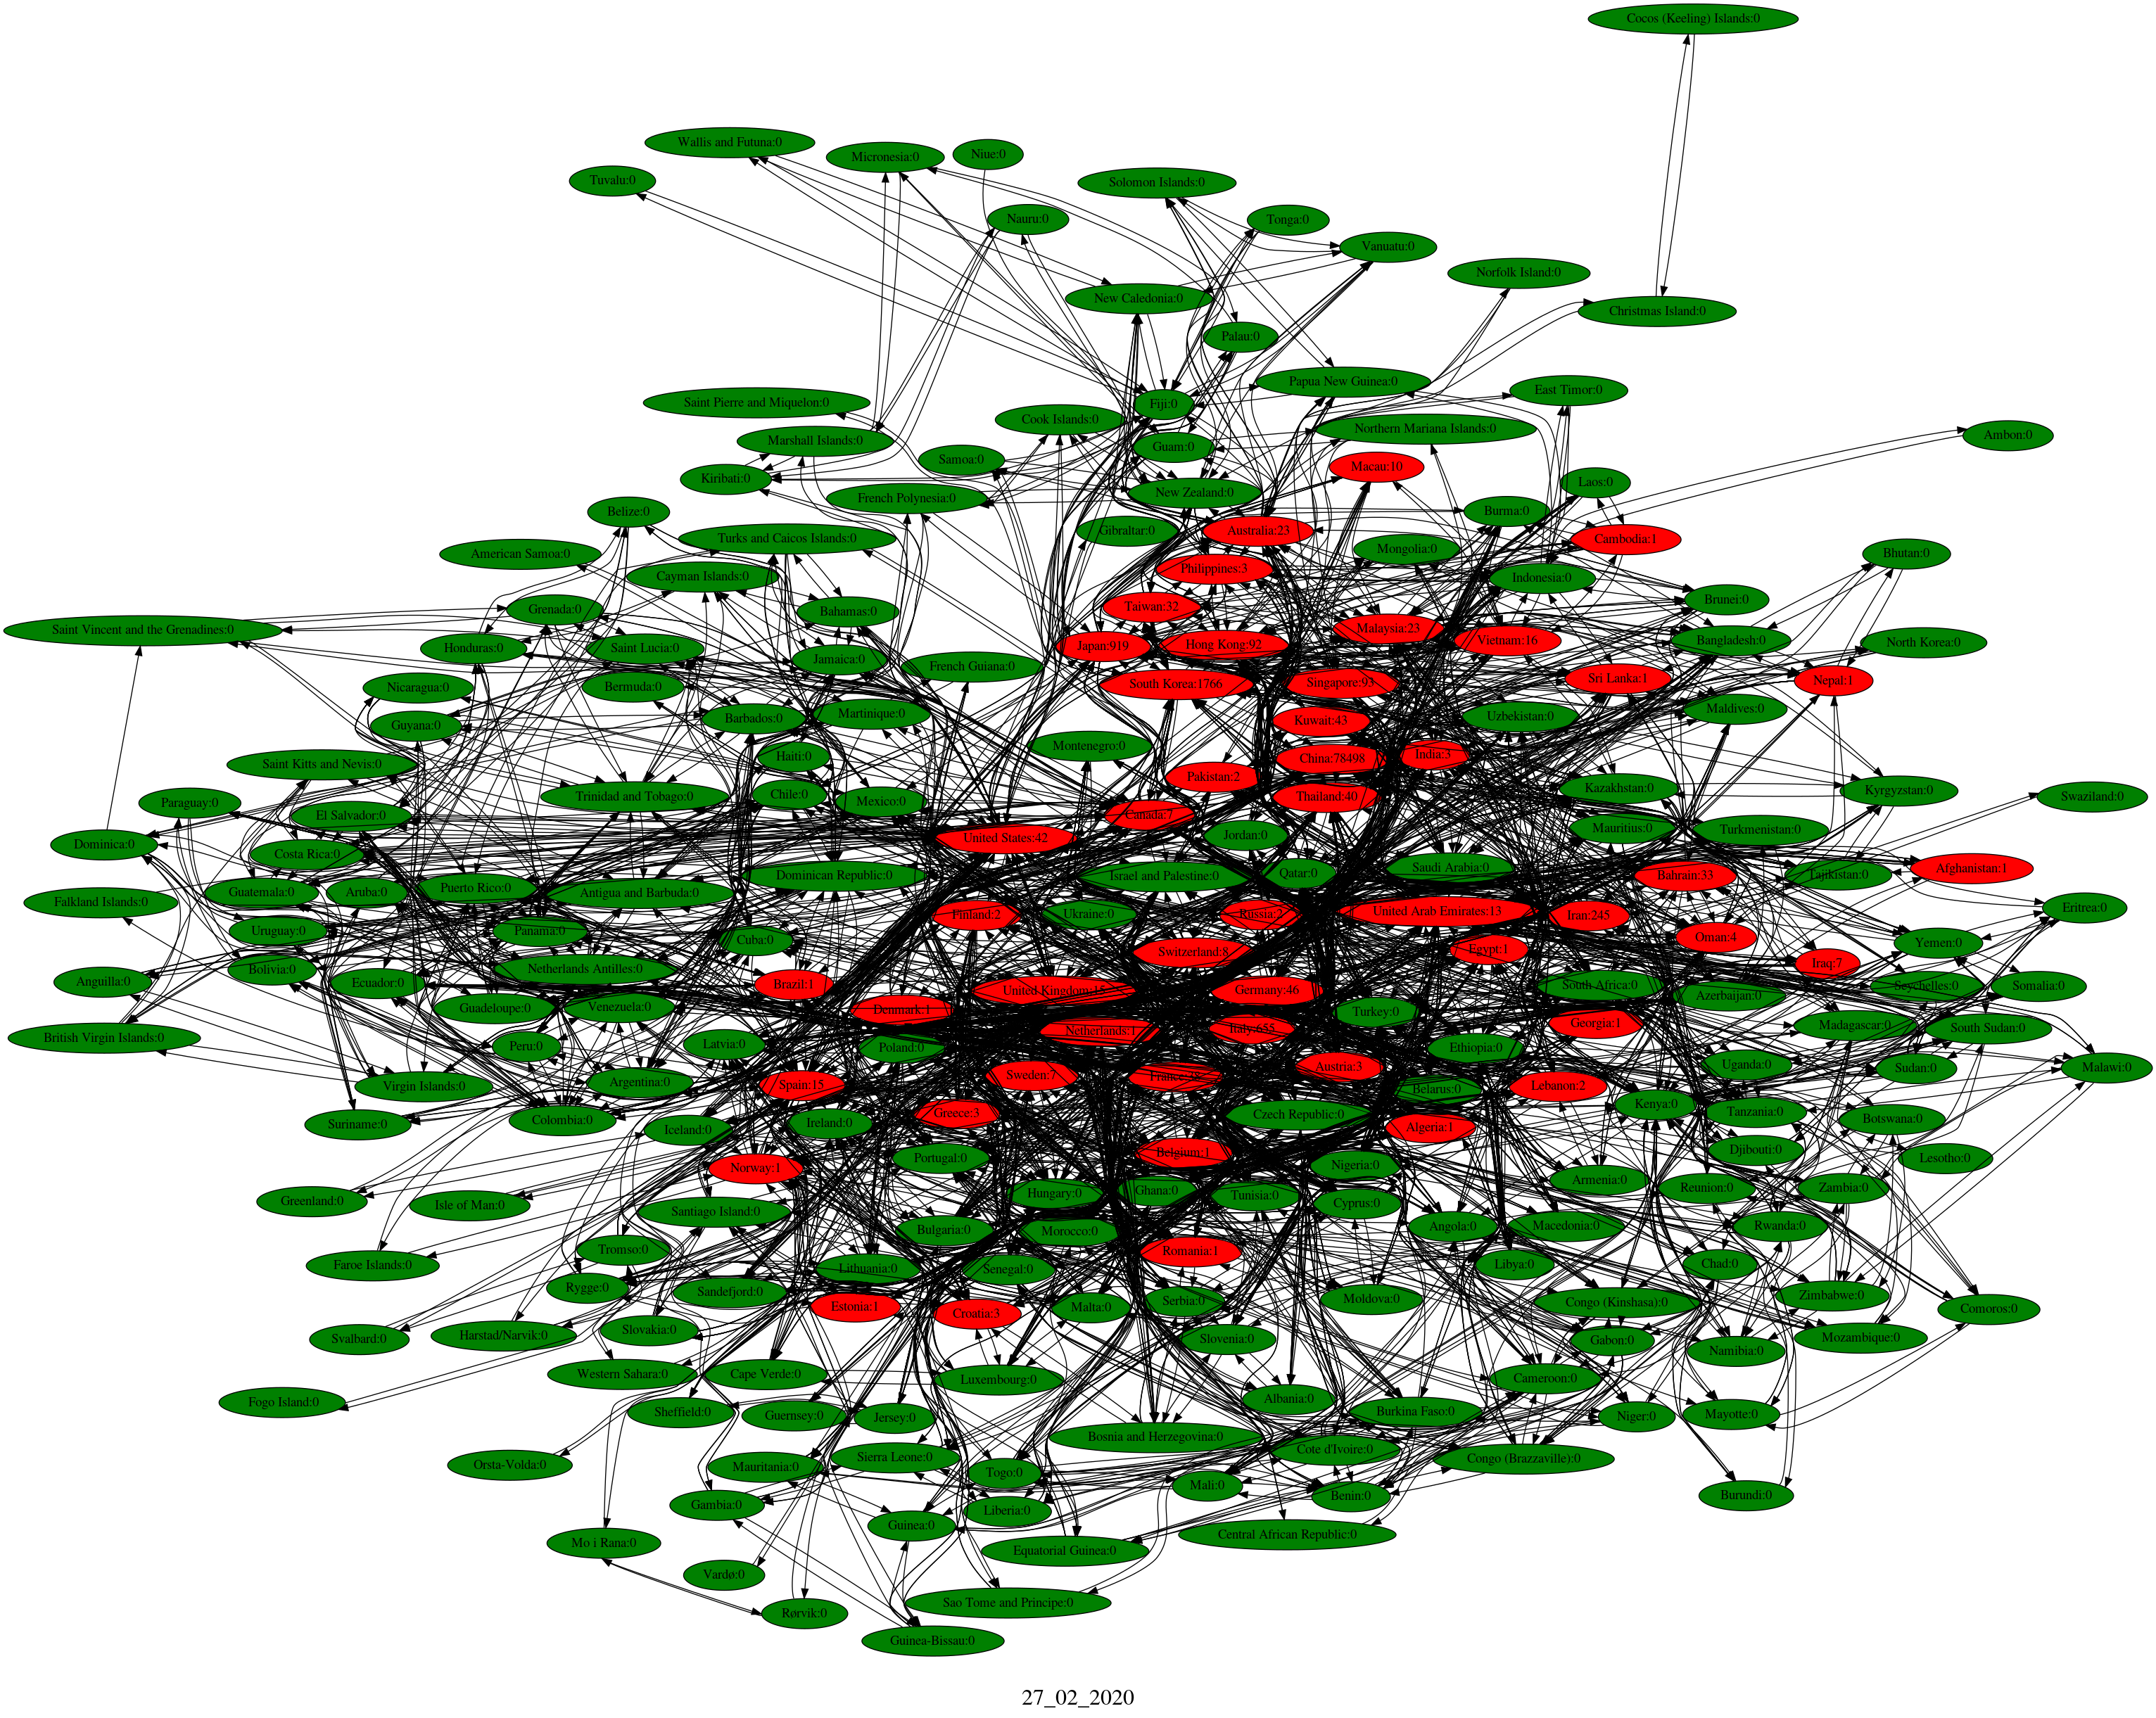 Cocos (Keeling) Islands:0
Wallis and Futuna:0
Micronesia:0
Niue:0
Tuvalu:0
Solomon Islands:0
Nauru:0
Tonga:0
Vanuatu:0
Norfolk Island:0
New Caledonia:0
Christmas Island:0
Palau:0
Papua New Guinea:0
East Timor:0
Saint Pierre and Miquelon:0
Fiji:0
Cook Islands:0
Northern Mariana Islands:0
Ambon:0
Marshall Islands:0
Guam:0
Samoa:0
Macau:10
Kiribati:0
Laos:0
French Polynesia:0
New Zealand:0
Belize:0
Burma:0
Turks and Caicos Islands:0
Gibraltar:0
Australia:23
Cambodia:1
American Samoa:0
Mongolia:0
Bhutan:0
Cayman Islands:0
Philippines:3
Indonesia:0
Grenada:0
Bahamas:0
Taiwan:32
Brunei:0
Saint Vincent and the Grenadines:0
Honduras:0
Saint Lucia:0
Jamaica:0
Japan:919
Hong Kong:92
Malaysia:23
Vietnam:16
Bangladesh:0
North Korea:0
French Guiana:0
Nicaragua:0
Bermuda:0
South Korea:1766
Singapore:93
Sri Lanka:1
Nepal:1
Guyana:0
Barbados:0
Martinique:0
Kuwait:43
Uzbekistan:0
Maldives:0
Montenegro:0
Saint Kitts and Nevis:0
Haiti:0
China:78498
India:3
Pakistan:2
Paraguay:0
Trinidad and Tobago:0
Chile:0
Mexico:0
Thailand:40
Kazakhstan:0
Kyrgyzstan:0
Swaziland:0
El Salvador:0
Canada:7
Dominica:0
Costa Rica:0
United States:42
Jordan:0
Mauritius:0
Turkmenistan:0
Guatemala:0
Aruba:0
Puerto Rico:0
Antigua and Barbuda:0
Dominican Republic:0
Israel and Palestine:0
Qatar:0
Saudi Arabia:0
Bahrain:33
Tajikistan:0
Afghanistan:1
Falkland Islands:0
Finland:2
Ukraine:0
Russia:2
United Arab Emirates:13
Iran:245
Eritrea:0
Uruguay:0
Panama:0
Cuba:0
Switzerland:8
Egypt:1
Oman:4
Yemen:0
Bolivia:0
Netherlands Antilles:0
Iraq:7
Anguilla:0
Ecuador:0
Brazil:1
Germany:46
South Africa:0
Azerbaijan:0
Seychelles:0
Somalia:0
Guadeloupe:0
Venezuela:0
Denmark:1
Turkey:0
Georgia:1
Madagascar:0
South Sudan:0
British Virgin Islands:0
Peru:0
Latvia:0
Poland:0
Italy:655
Ethiopia:0
Uganda:0
Sudan:0
Malawi:0
Virgin Islands:0
Argentina:0
Spain:15
Sweden:7
Austria:3
Belarus:0
Lebanon:2
Suriname:0
Colombia:0
Iceland:0
Ireland:0
Greece:3
Czech Republic:0
Algeria:1
Kenya:0
Tanzania:0
Botswana:0
Norway:1
Portugal:0
Belgium:1
Nigeria:0
Djibouti:0
Lesotho:0
Greenland:0
Isle of Man:0
Santiago Island:0
Hungary:0
Ghana:0
Tunisia:0
Cyprus:0
Armenia:0
Reunion:0
Zambia:0
Bulgaria:0
Morocco:0
Angola:0
Macedonia:0
Rwanda:0
Faroe Islands:0
Tromso:0
Lithuania:0
Senegal:0
Romania:1
Libya:0
Chad:0
Rygge:0
Sandefjord:0
Estonia:1
Croatia:3
Malta:0
Serbia:0
Moldova:0
Congo (Kinshasa):0
Zimbabwe:0
Comoros:0
Svalbard:0
Harstad/Narvik:0
Slovakia:0
Slovenia:0
Gabon:0
Namibia:0
Mozambique:0
Western Sahara:0
Cape Verde:0
Luxembourg:0
Albania:0
Cameroon:0
Fogo Island:0
Sheffield:0
Guernsey:0
Jersey:0
Bosnia and Herzegovina:0
Burkina Faso:0
Niger:0
Mayotte:0
Orsta-Volda:0
Mauritania:0
Sierra Leone:0
Togo:0
Cote d'Ivoire:0
Congo (Brazzaville):0
Gambia:0
Liberia:0
Mali:0
Benin:0
Burundi:0
Mo i Rana:0
Guinea:0
Equatorial Guinea:0
Central African Republic:0
Vardø:0
Rørvik:0
Sao Tome and Principe:0
Guinea-Bissau:0
27_02_2020